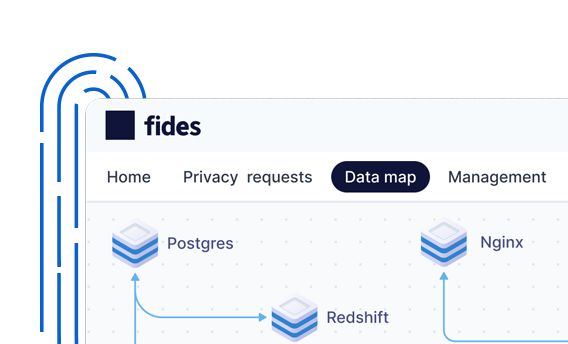 fides
Home Privacy requests Data map Management
Postgres Nginx
Redshift